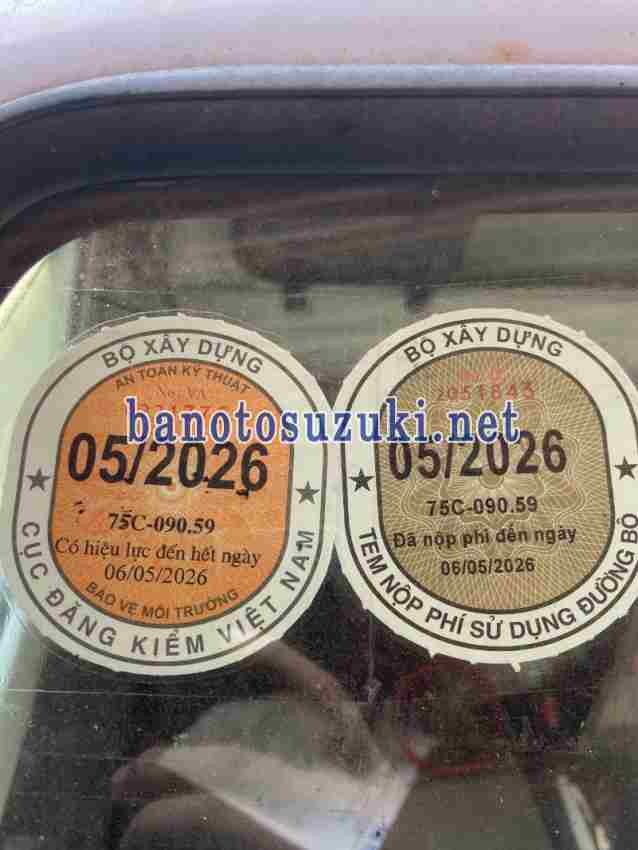 BỘ XÂY DỰNG
AN TOÀN KỸ THUẬT
05/2026
75C-090.59
Có hiệu lực đến hết ngày
06/05/2026
BẢO VỆ MÔI TRƯỜNG
CỤC ĐĂNG KIỂM VIỆT NAM
BỘ XÂY DỰNG
2051843
05/2026
75C-090.59
Đã nộp phí đến ngày
06/05/2026
TEM NỘP PHÍ SỬ DỤNG ĐƯỜNG BỘ
banotosuzuki.net